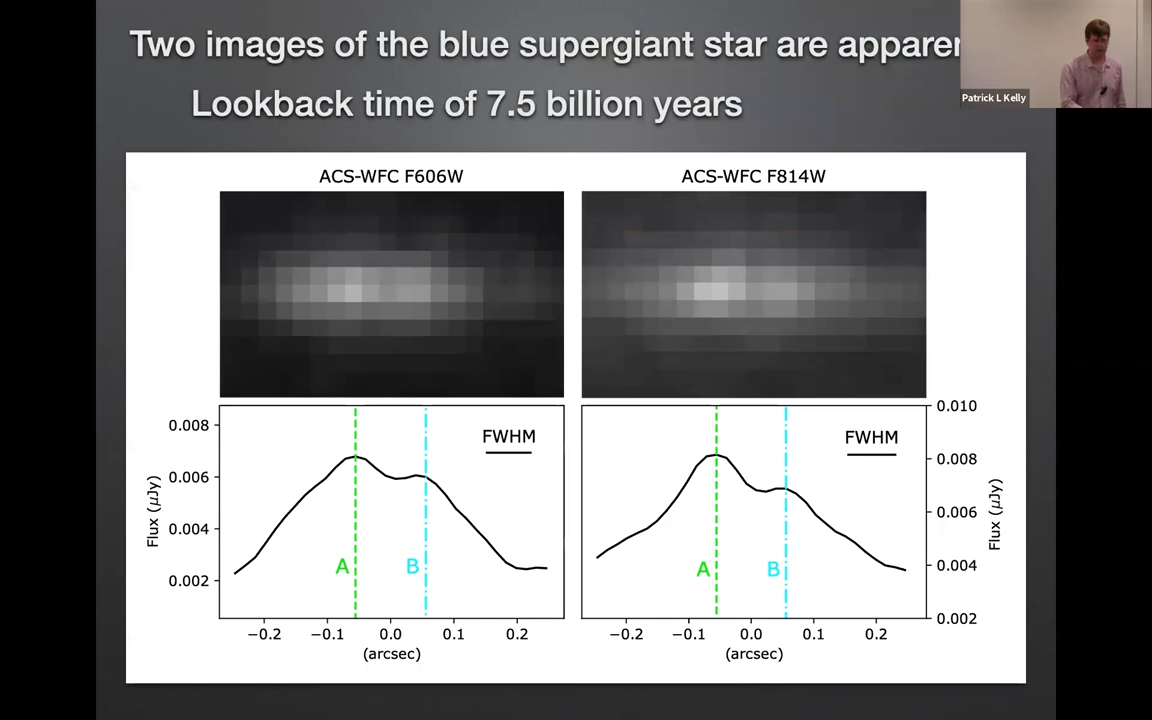 Two images of the blue supergiant star are
Lookback time of 7.5 billion years
Patrick L Kelly
ACS-WFC F606W
ACS-WFC F814W
0.008
0.006
0.004
0.002
Flux (μJy)
FWHM
A
B
−0.2
−0.1
0.0
0.1
0.2
(arcsec)
FWHM
A
B
−0.2
−0.1
0.0
0.1
0.2
(arcsec)
0.010
0.008
0.006
0.004
0.002
Flux (μJy)